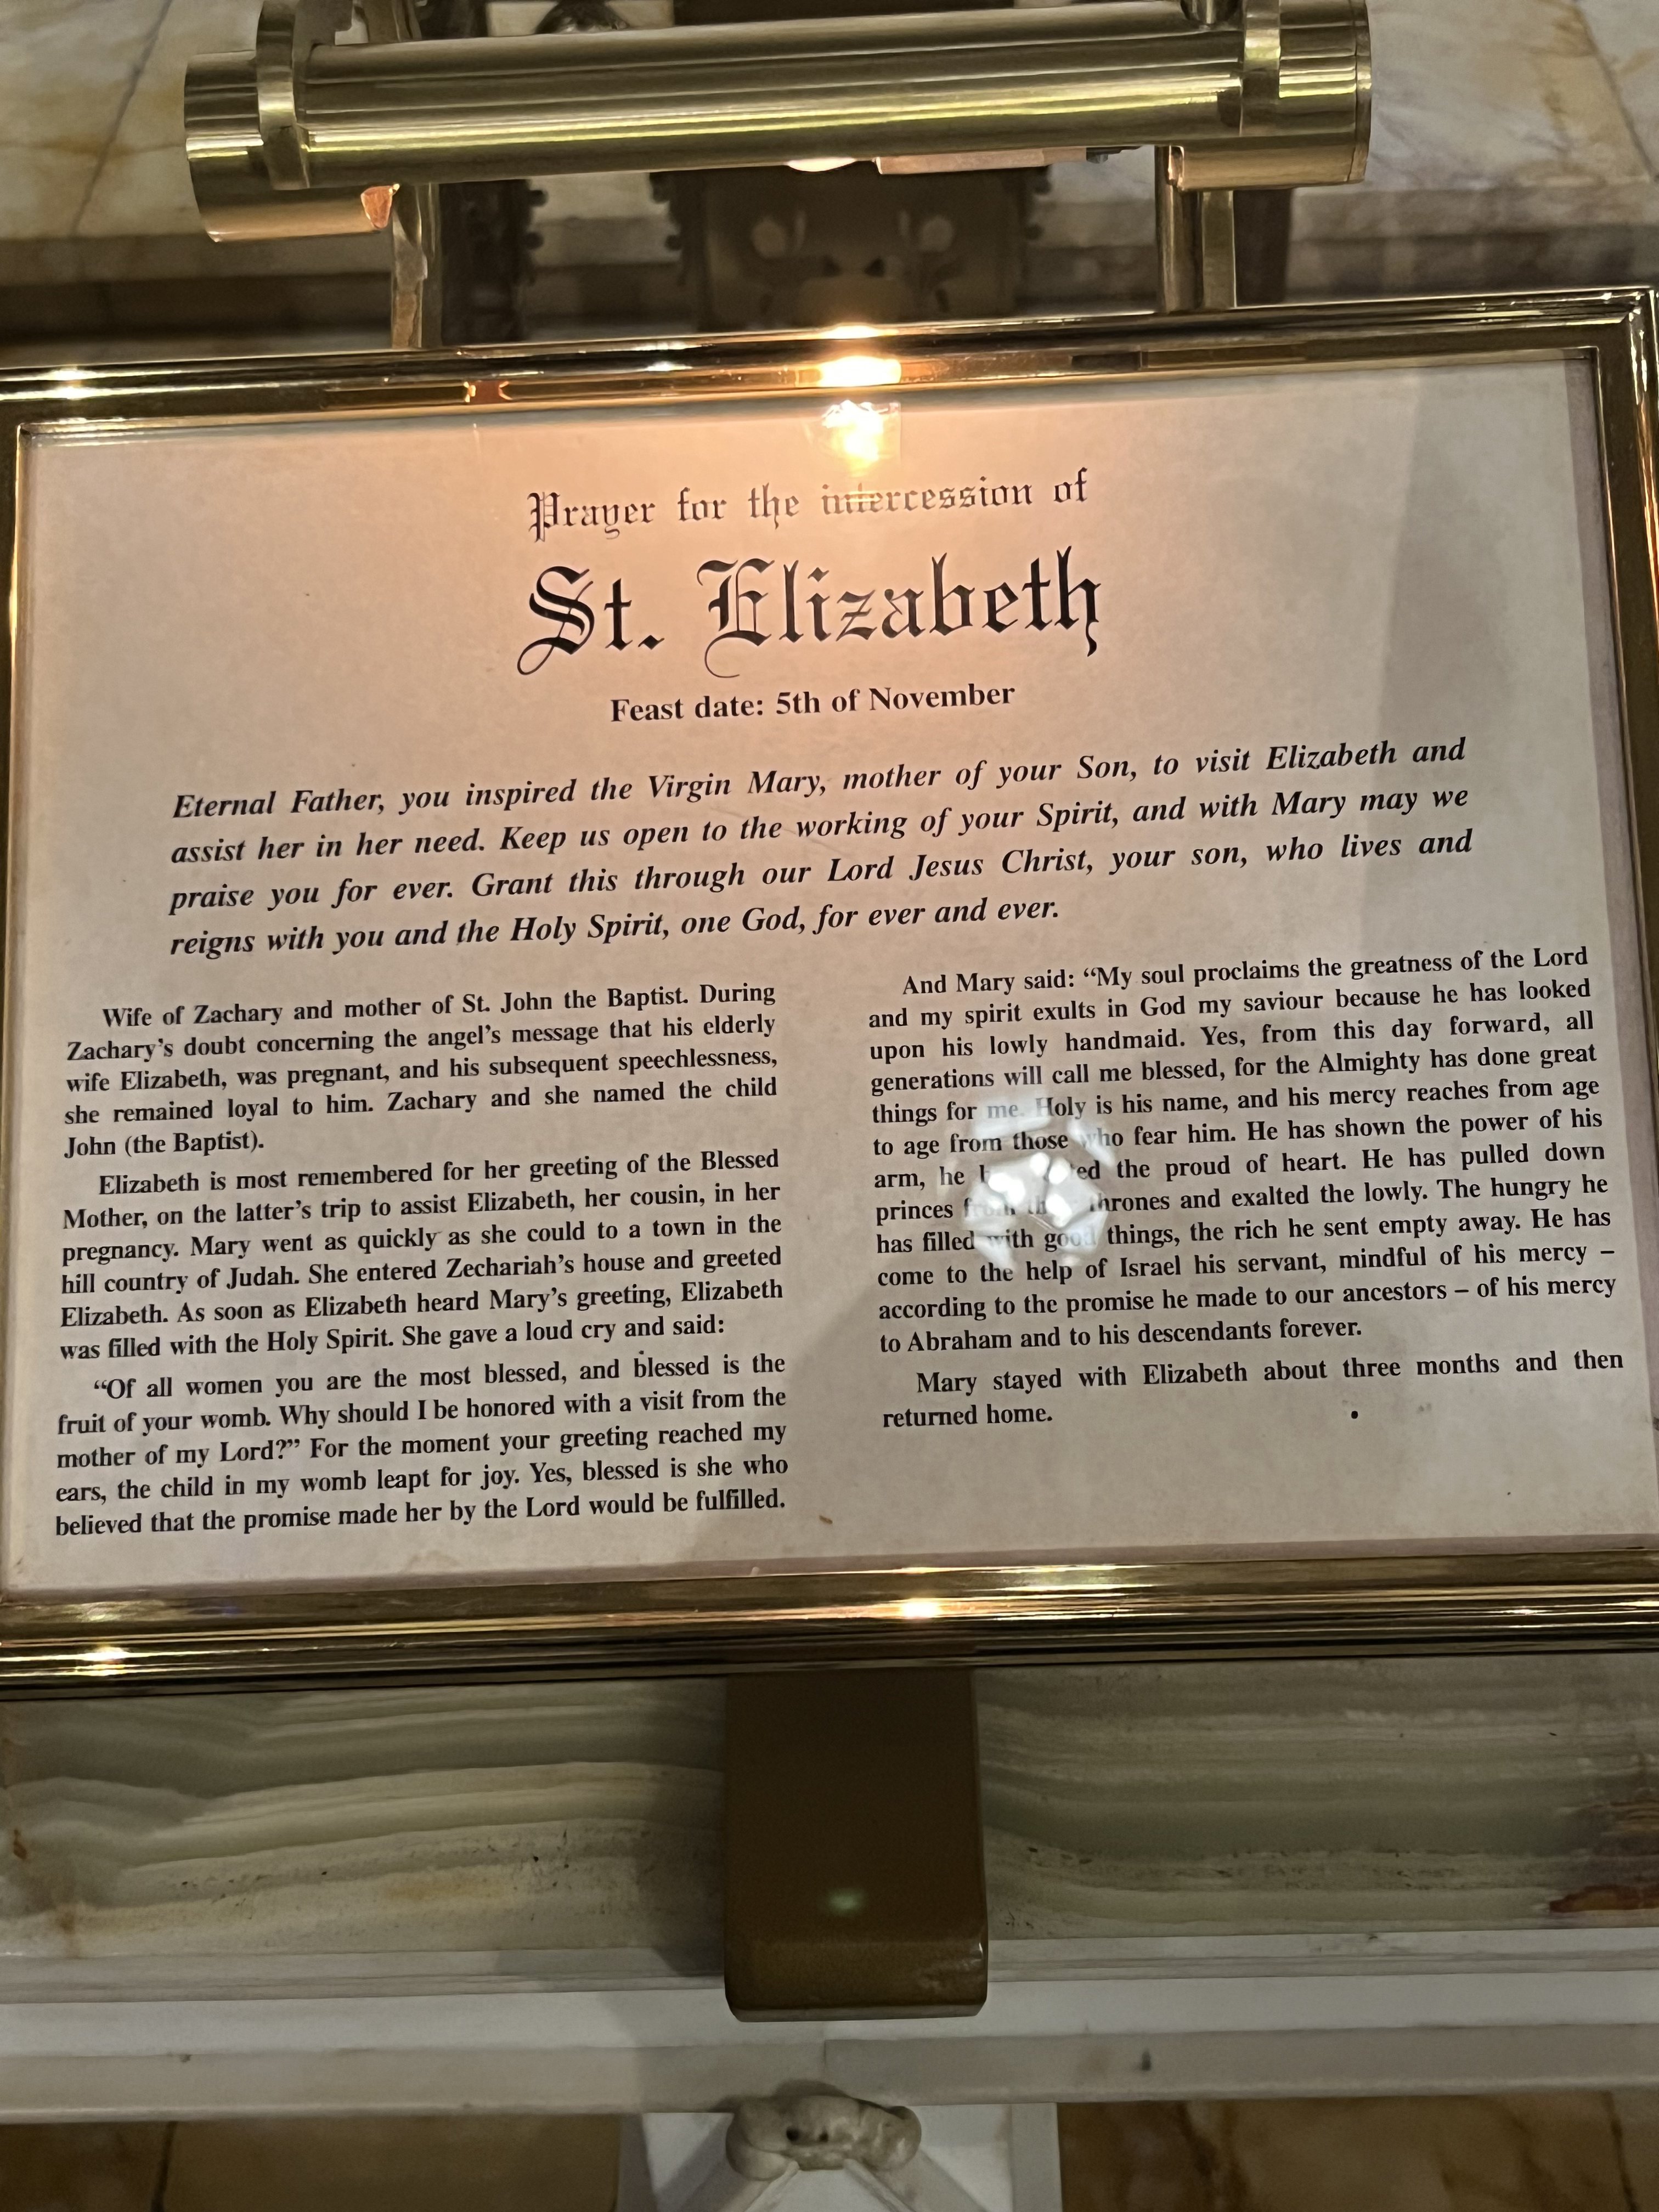 Prayer for the intercession of
St. Elizabeth
Feast date: 5th of November
Eternal Father, you inspired the Virgin Mary, mother of your Son, to visit Elizabeth and
assist her in her need. Keep us open to the working of your Spirit, and with Mary may we
praise you for ever. Grant this through our Lord Jesus Christ, your son, who lives and
reigns with you and the Holy Spirit, one God, for ever and ever.
Wife of Zachary and mother of St. John the Baptist. During
Zachary's doubt concerning the angel's message that his elderly
wife Elizabeth, was pregnant, and his subsequent speechlessness,
she remained loyal to him. Zachary and she named the child
John (the Baptist).
Elizabeth is most remembered for her greeting of the Blessed
Mother, on the latter's trip to assist Elizabeth, her cousin, in her
pregnancy. Mary went as quickly as she could to a town in the
hill country of Judah. She entered Zechariah's house and greeted
Elizabeth. As soon as Elizabeth heard Mary's greeting, Elizabeth
was filled with the Holy Spirit. She gave a loud cry and said:
"Of all women you are the most blessed, and blessed is the
fruit of your womb. Why should I be honored with a visit from the
mother of my Lord?" For the moment your greeting reached my
ears, the child in my womb leapt for joy. Yes, blessed is she who
believed that the promise made her by the Lord would be fulfilled.
And Mary said: "My soul proclaims the greatness of the Lord
and my spirit exults in God my saviour because he has looked
upon his lowly handmaid. Yes, from this day forward, all
generations will call me blessed, for the Almighty has done great
things for me. Holy is his name, and his mercy reaches from age
to age from those who fear him. He has shown the power of his
arm, he the proud of heart. He has pulled down
princes from thrones and exalted the lowly. The hungry he
has filled with good things, the rich he sent empty away. He has
come to the help of Israel his servant, mindful of his mercy –
according to the promise he made to our ancestors – of his mercy
to Abraham and to his descendants forever.
Mary stayed with Elizabeth about three months and then
returned home.